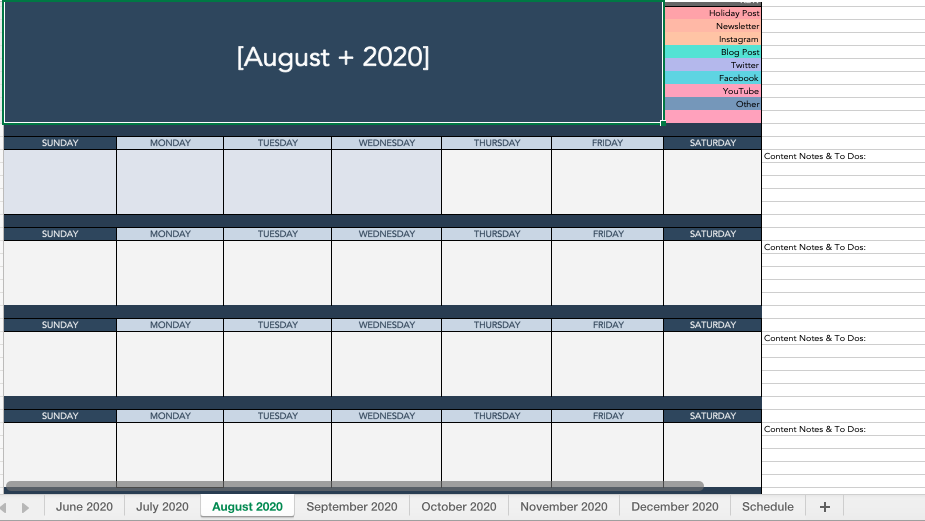 [August + 2020]
Holiday Post
Newsletter
Instagram
Blog Post
Twitter
Facebook
YouTube
Other
SUNDAY MONDAY TUESDAY WEDNESDAY THURSDAY FRIDAY SATURDAY
Content Notes & To Dos:
SUNDAY MONDAY TUESDAY WEDNESDAY THURSDAY FRIDAY SATURDAY
Content Notes & To Dos:
SUNDAY MONDAY TUESDAY WEDNESDAY THURSDAY FRIDAY SATURDAY
Content Notes & To Dos:
SUNDAY MONDAY TUESDAY WEDNESDAY THURSDAY FRIDAY SATURDAY
Content Notes & To Dos:
June 2020 July 2020 August 2020 September 2020 October 2020 November 2020 December 2020 Schedule +